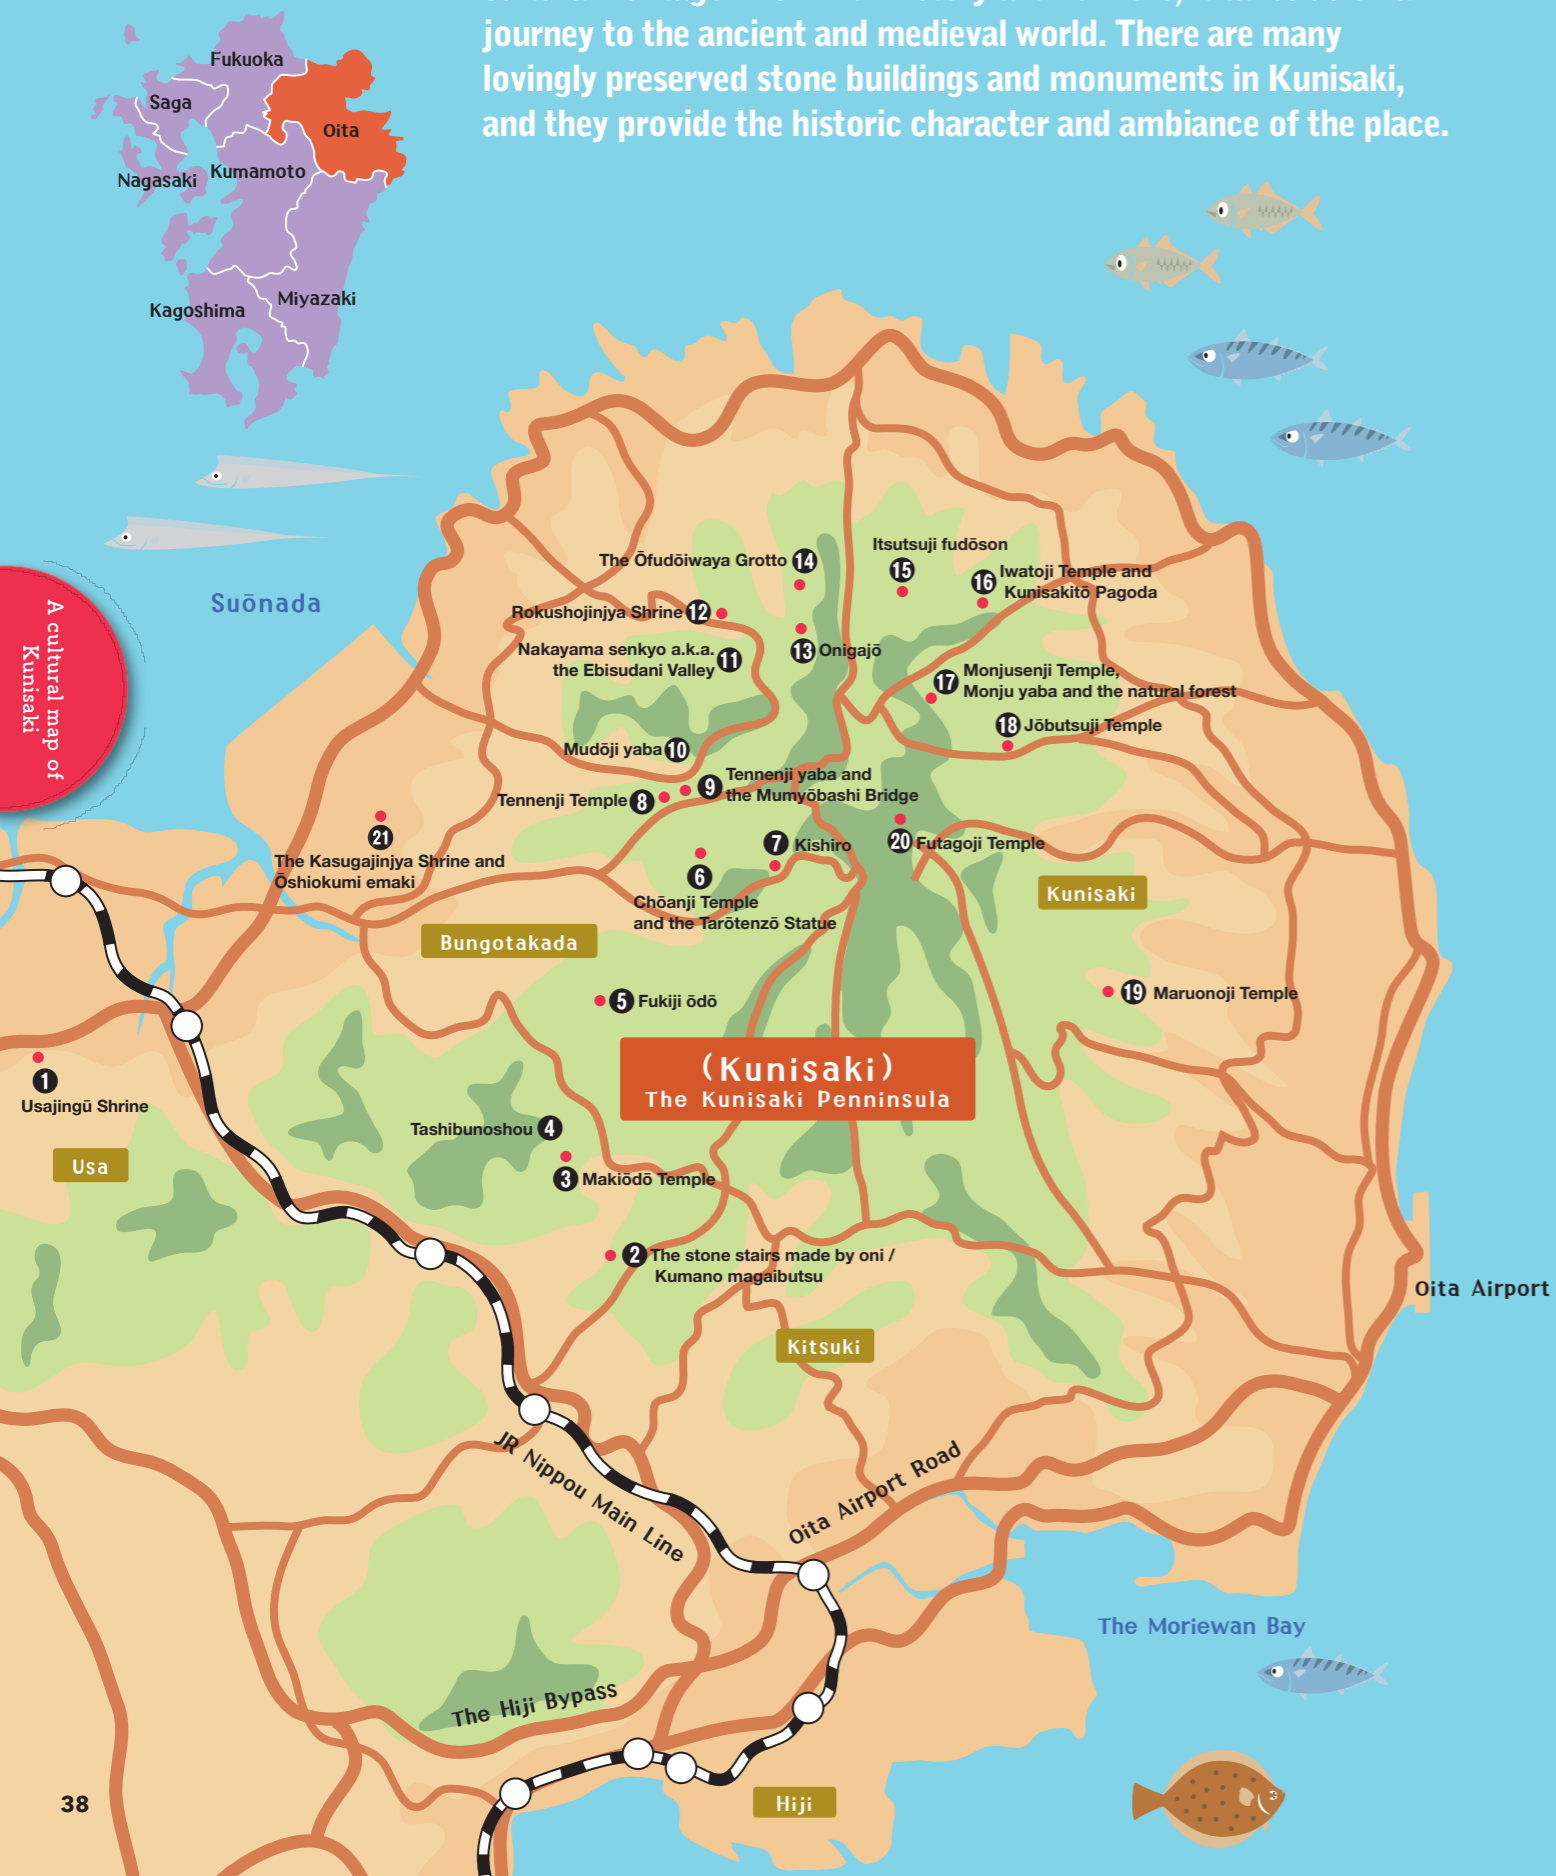 journey to the ancient and medieval world. There are many
lovingly preserved stone buildings and monuments in Kunisaki,
and they provide the historic character and ambiance of the place.
Fukuoka
Saga
Oita
Nagasaki
Kumamoto
Kagoshima
Miyazaki
Suōnada
A cultural map of
Kunisaki
The Ōfudōiwaya Grotto 14
Itsutsuji fudōson
15
16 Iwatoji Temple and
Kunisakitō Pagoda
Rokushojinjya Shrine 12
13 Onigajō
Nakayama senkyo a.k.a.
the Ebisudani Valley 11
17 Monjusenji Temple,
Monju yaba and the natural forest
18 Jōbutsuji Temple
Mudōji yaba 10
9 Tennenji yaba and
the Mumyōbashi Bridge
Tennenji Temple 8
21
The Kasugajinjya Shrine and
Ōshiokumi emaki
7 Kishiro
20 Futagoji Temple
6
Chōanji Temple
and the Tarōtenzō Statue
Kunisaki
Bungotakada
5 Fukiji ōdō
19 Maruonoji Temple
(Kunisaki)
The Kunisaki Penninsula
1
Usajingū Shrine
Usa
Tashibunoshou 4
3 Makiōdō Temple
2 The stone stairs made by oni /
Kumano magaibutsu
Oita Airport
Kitsuki
JR Nippou Main Line
Oita Airport Road
The Moriewan Bay
The Hiji Bypass
Hiji
38